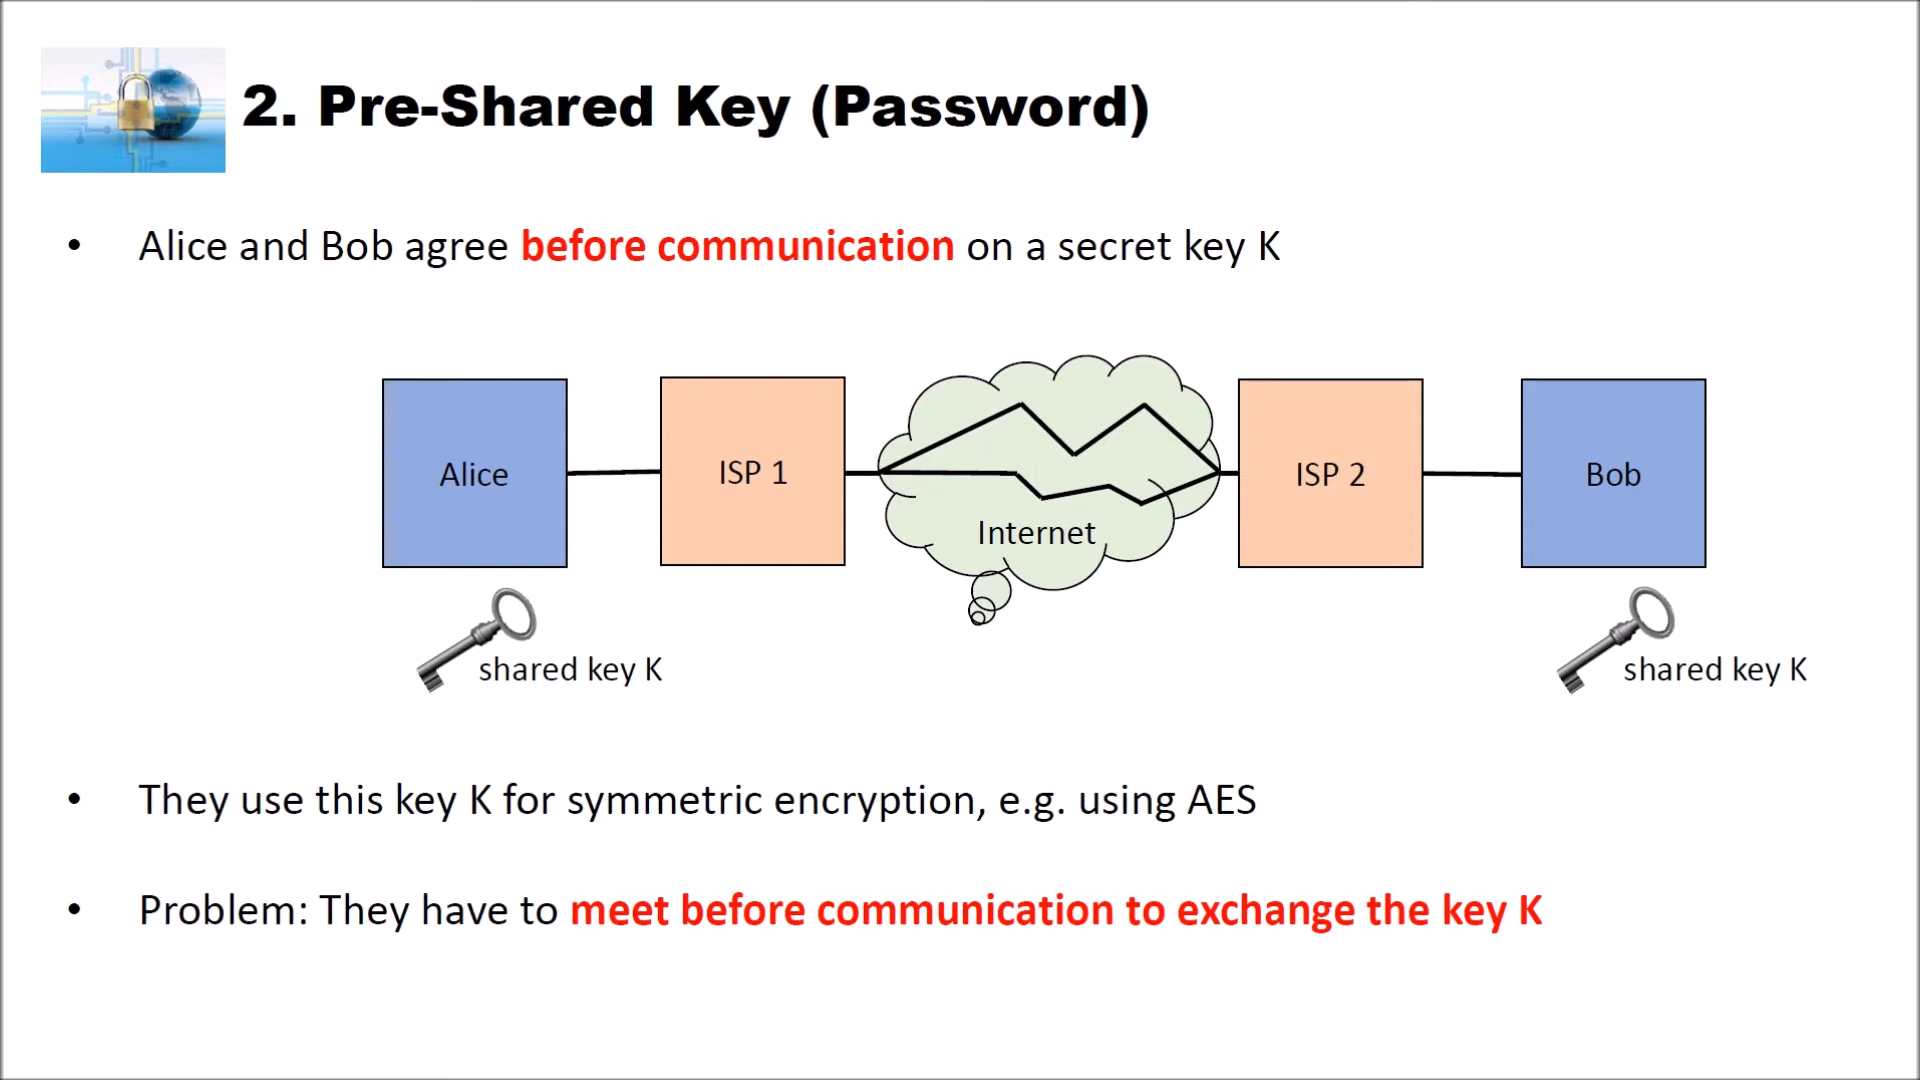 2. Pre-Shared Key (Password)
• Alice and Bob agree before communication on a secret key K
Alice
ISP 1
Internet
ISP 2
Bob
shared key K
shared key K
• They use this key K for symmetric encryption, e.g. using AES
• Problem: They have to meet before communication to exchange the key K